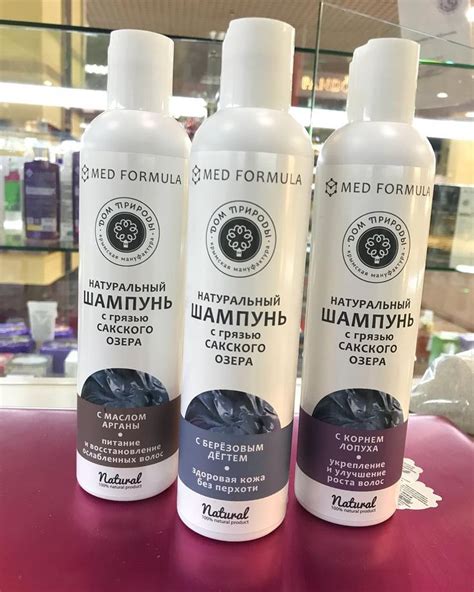 MED FORMULA
ДОМ ПРИРОДЫ
крымская мануфактура
НАТУРАЛЬНЫЙ
ШАМПУНЬ
с грязью
САКСКОГО
ОЗЕРА
С МАСЛОМ
АРГАНЫ
питание
и восстановление
ослабленных волос
Natural
100% natural product
MED FORMULA
ДОМ ПРИРОДЫ
крымская мануфактура
НАТУРАЛЬНЫЙ
ШАМПУНЬ
с грязью
САКСКОГО
ОЗЕРА
С БЕРЁЗОВЫМ
ДЁГТЕМ
здоровая кожа
без перхоти
Natural
100% natural product
MED FORMULA
ДОМ ПРИРОДЫ
крымская мануфактура
НАТУРАЛЬНЫЙ
ШАМПУНЬ
с грязью
САКСКОГО
ОЗЕРА
С КОРНЕМ
ЛОПУХА
укрепление
и улучшение
роста волос
Natural
100% natural product